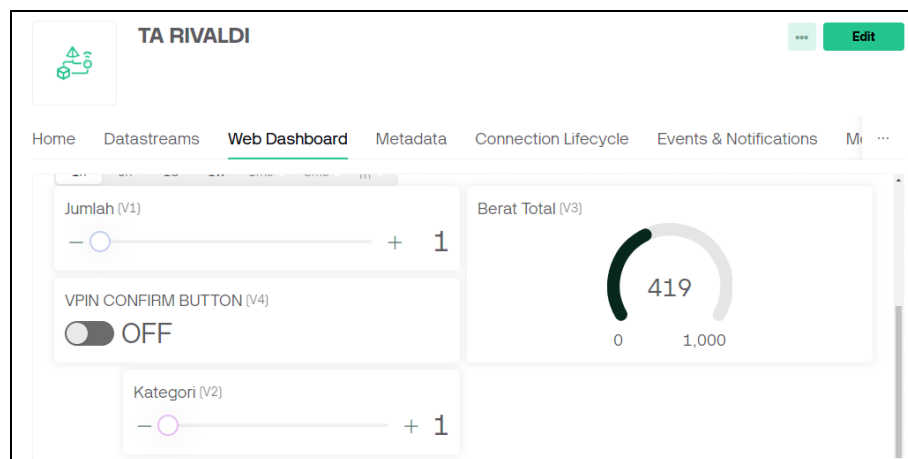 TA RIVALDI
Edit
Home Datastreams Web Dashboard Metadata Connection Lifecycle Events & Notifications
Jumlah (V1)
1
VPIN CONFIRM BUTTON (V4)
OFF
Kategori (V2)
1
Berat Total (V3)
419
0 1,000